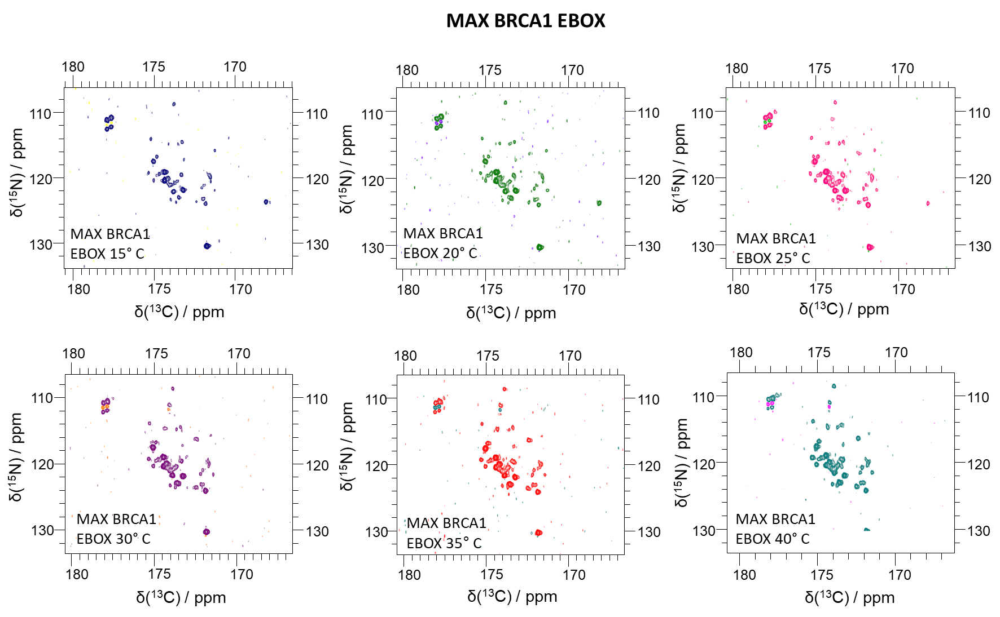 MAX BRCA1 EBOX
180 175 170
180 175 170
180 175 170
110 110
120 120
130 130
δ(¹⁵N) / ppm
MAX BRCA1
EBOX 15° C
180 175 170
δ(¹³C) / ppm
110 110
120 120
130 130
δ(¹⁵N) / ppm
MAX BRCA1
EBOX 20° C
180 175 170
δ(¹³C) / ppm
110 110
120 120
130 130
δ(¹⁵N) / ppm
MAX BRCA1
EBOX 25° C
180 175 170
δ(¹³C) / ppm
180 175 170
180 175 170
180 175 170
110 110
120 120
130 130
δ(¹⁵N) / ppm
MAX BRCA1
EBOX 30° C
180 175 170
δ(¹³C) / ppm
110 110
120 120
130 130
δ(¹⁵N) / ppm
MAX BRCA1
EBOX 35° C
180 175 170
δ(¹³C) / ppm
110 110
120 120
130 130
δ(¹⁵N) / ppm
MAX BRCA1
EBOX 40° C
180 175 170
δ(¹³C) / ppm